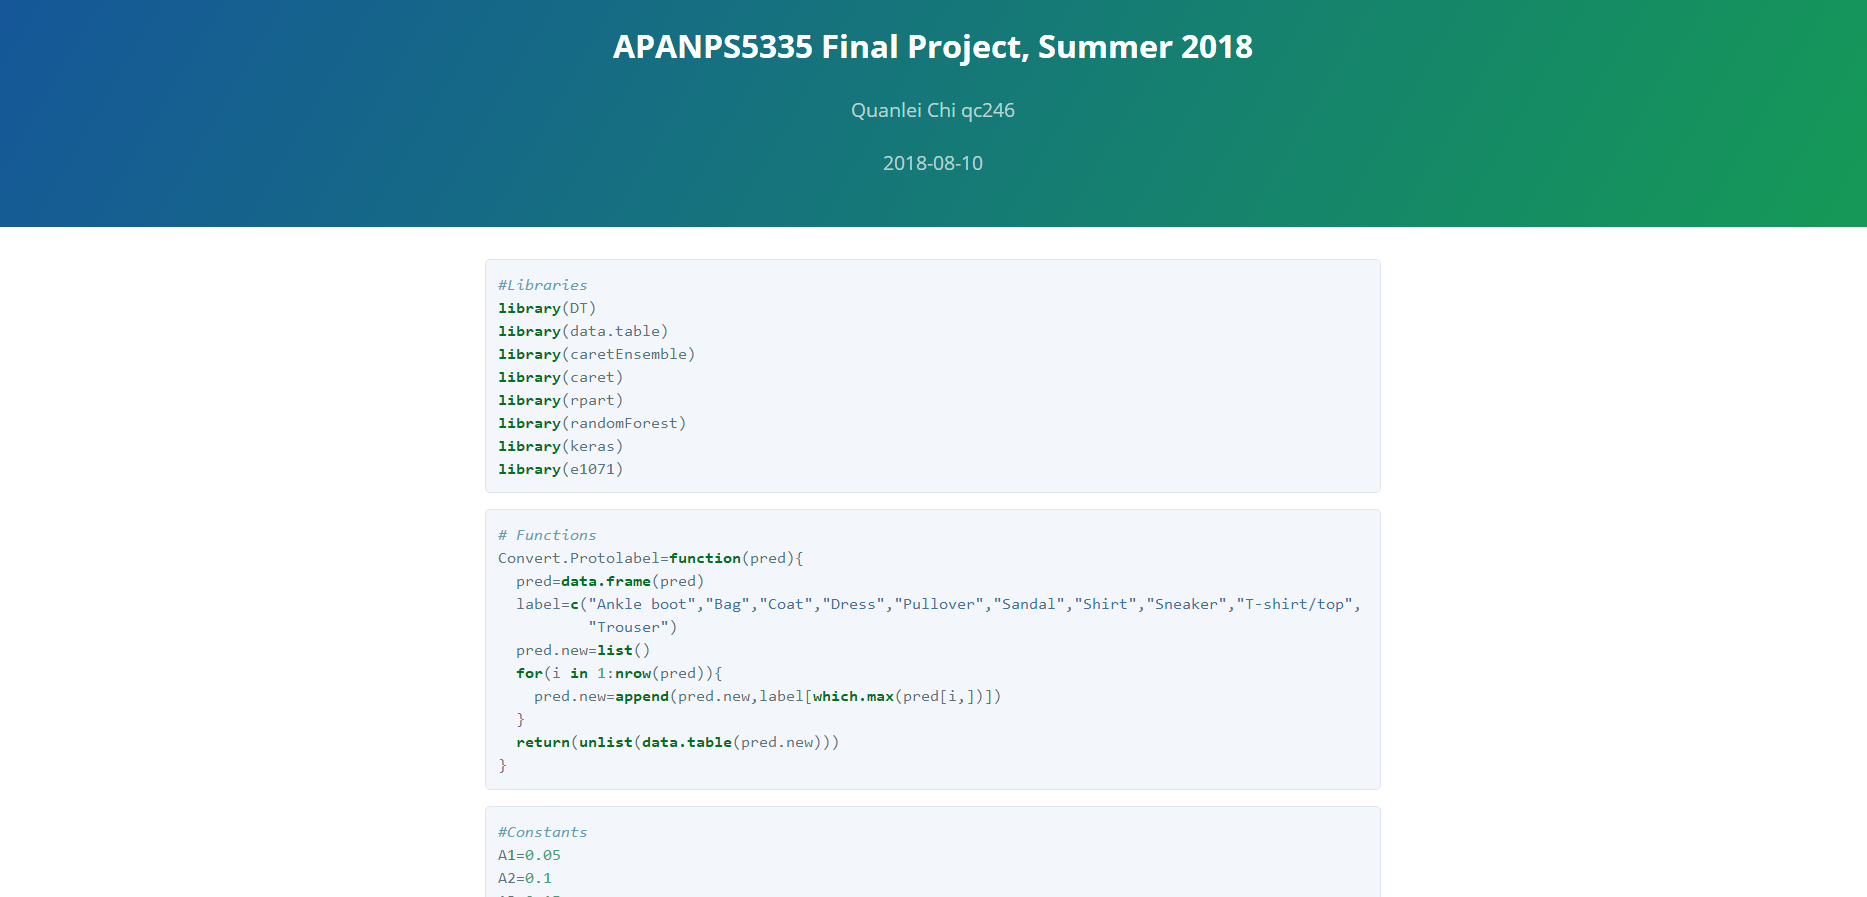 APANPS5335 Final Project, Summer 2018
Quanlei Chi qc246
2018-08-10
#Libraries
library(DT)
library(data.table)
library(caretEnsemble)
library(caret)
library(rpart)
library(randomForest)
library(keras)
library(e1071)
# Functions
Convert.Protolabel=function(pred){
  pred=data.frame(pred)
  label=c("Ankle boot","Bag","Coat","Dress","Pullover","Sandal","Shirt","Sneaker","T-shirt/top",
          "Trouser")
  pred.new=list()
  for(i in 1:nrow(pred)){
    pred.new=append(pred.new,label[which.max(pred[i,])])
  }
  return(unlist(data.table(pred.new)))
}
#Constants
A1=0.05
A2=0.1